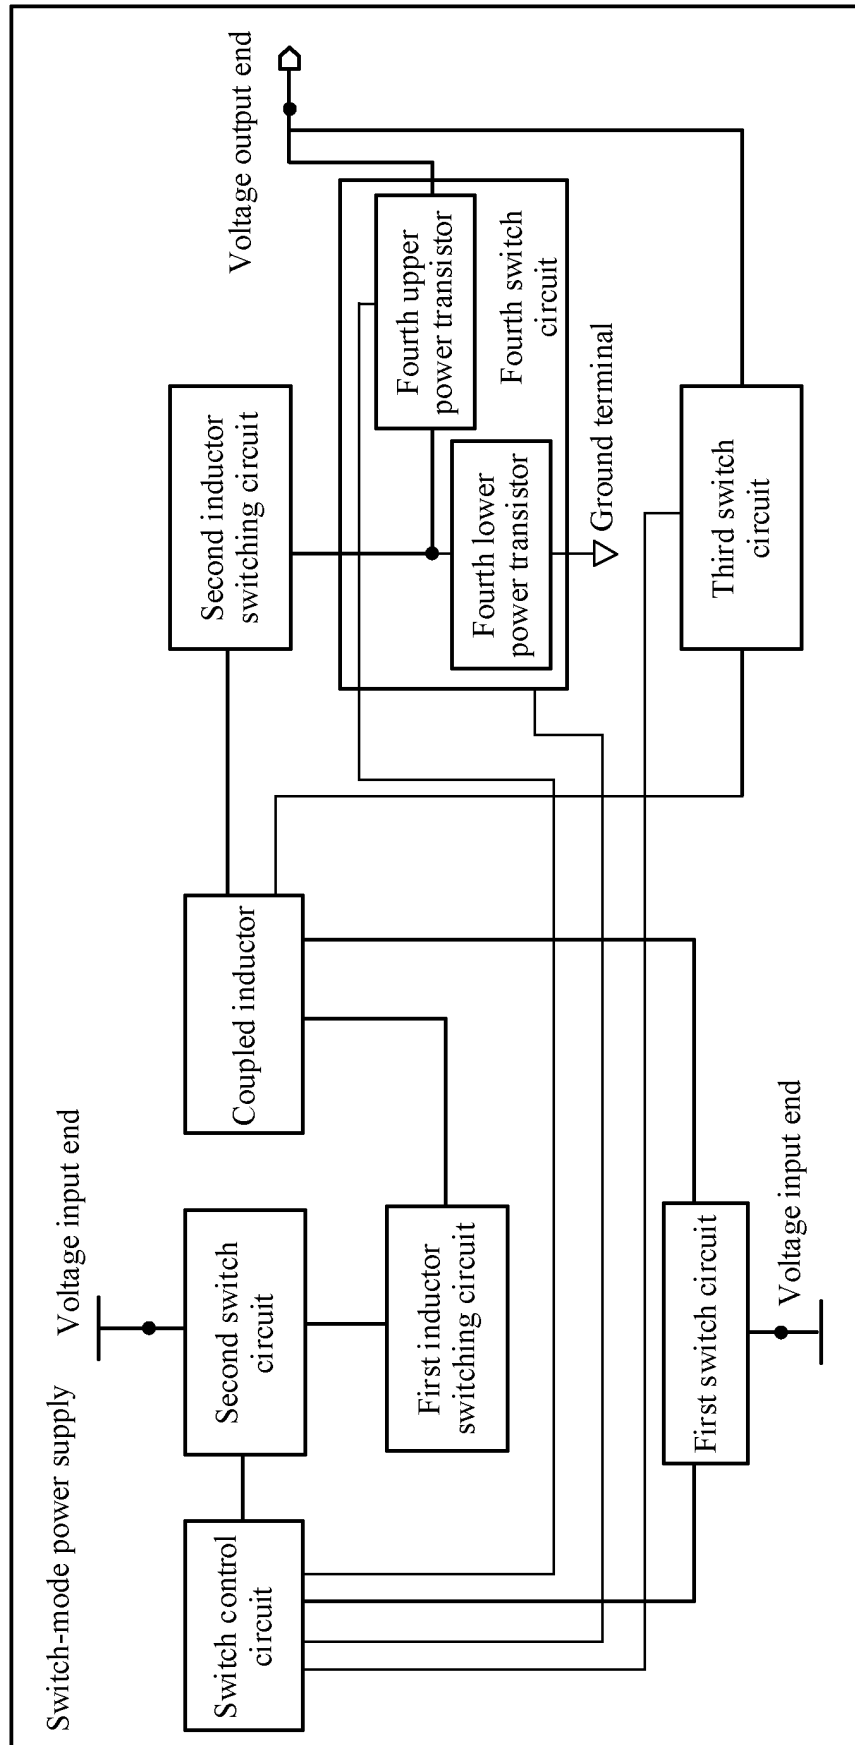 Switch-mode power supply
Voltage input end
Voltage output end
Switch control
circuit
Second switch
circuit
Coupled inductor
Second inductor
switching circuit
First inductor
switching circuit
Fourth upper
power transistor
Fourth lower
power transistor
Fourth switch
circuit
Ground terminal
First switch circuit
Third switch
circuit
Voltage input end